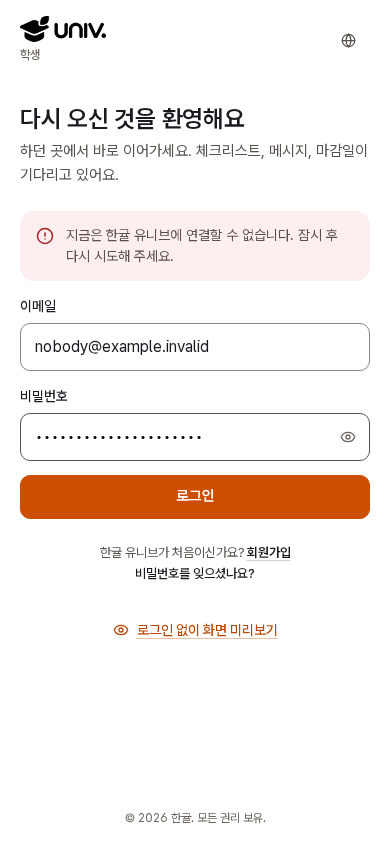 UNIV.
학생
다시 오신 것을 환영해요
하던 곳에서 바로 이어가세요. 체크리스트, 메시지, 마감일이
기다리고 있어요.
지금은 한귤 유니브에 연결할 수 없습니다. 잠시 후
다시 시도해 주세요.
이메일
nobody@example.invalid
비밀번호
•••••••••••••••••••••
로그인
한귤 유니브가 처음이신가요? 회원가입
비밀번호를 잊으셨나요?
로그인 없이 화면 미리보기
© 2026 한귤. 모든 권리 보유.